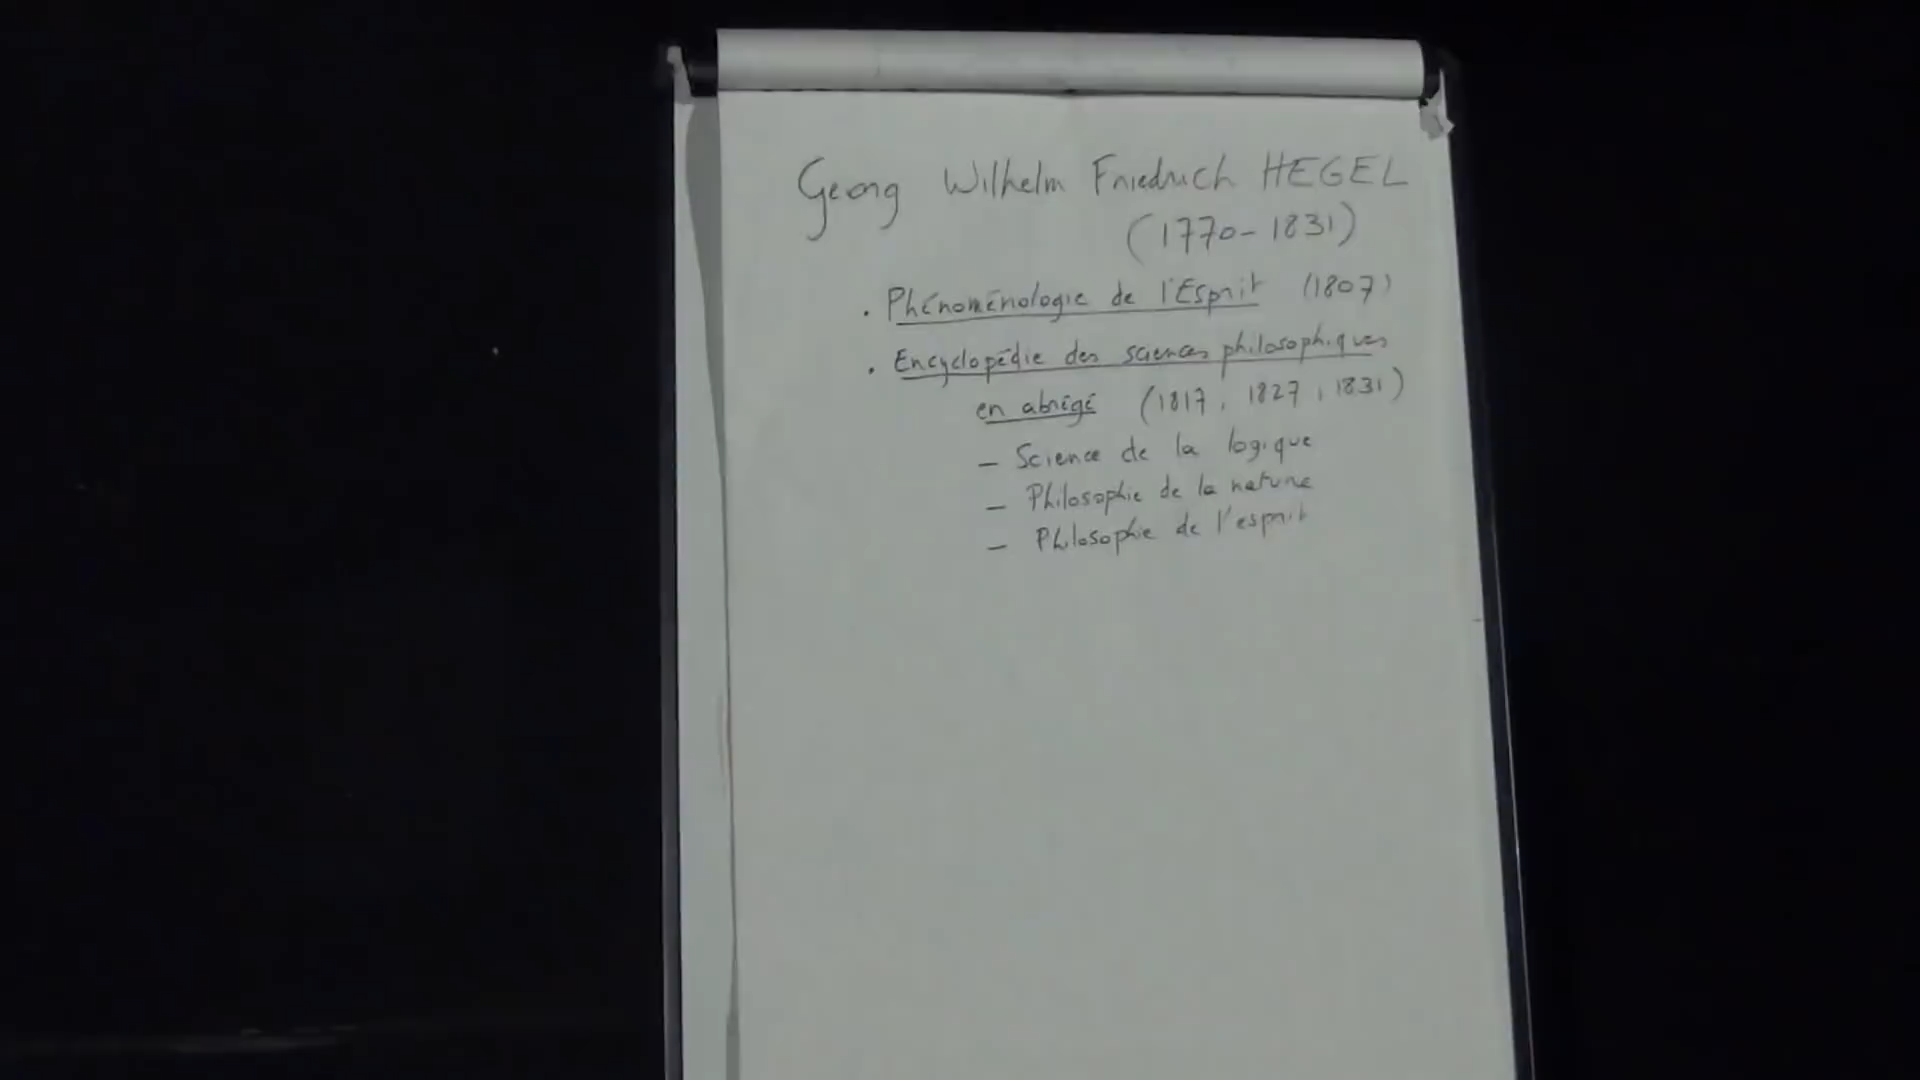 Georg Wilhelm Friedrich HEGEL
(1770-1831)
. Phénoménologie de l'Esprit (1807)
. Encyclopédie des sciences philosophiques
en abrégé (1817, 1827, 1831)
- Science de la logique
- Philosophie de la nature
- Philosophie de l'esprit